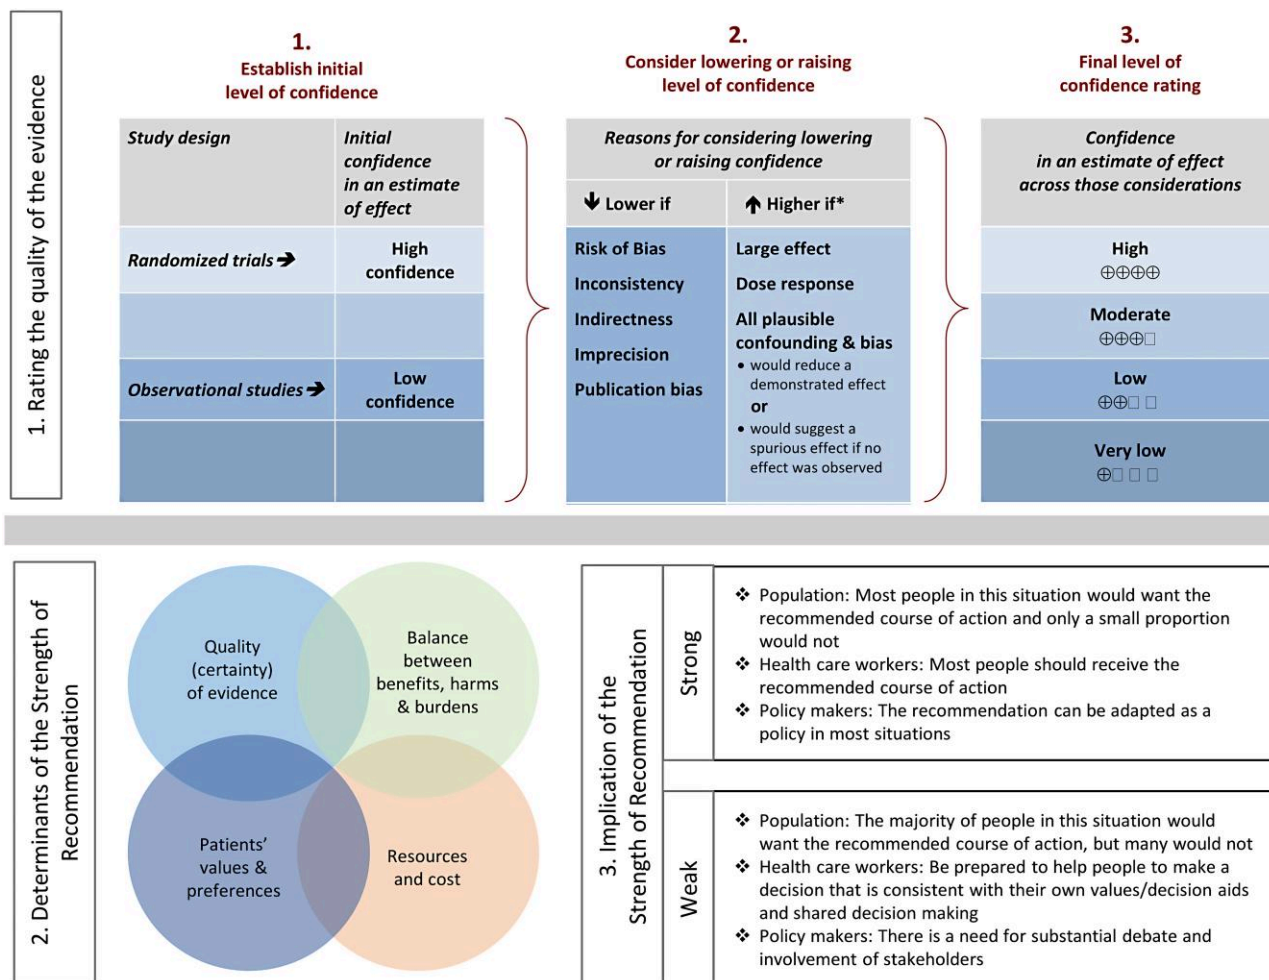 1. Rating the quality of the evidence
1.
Establish initial
level of confidence
Study design
Initial
confidence
in an estimate
of effect
Randomized trials ➔
High
confidence
Observational studies ➔
Low
confidence
2.
Consider lowering or raising
level of confidence
Reasons for considering lowering
or raising confidence
🡇 Lower if
🡅 Higher if*
Risk of Bias
Inconsistency
Indirectness
Imprecision
Publication bias
Large effect
Dose response
All plausible
confounding & bias
• would reduce a
demonstrated effect
or
• would suggest a
spurious effect if no
effect was observed
3.
Final level of
confidence rating
Confidence
in an estimate of effect
across those considerations
High
⊕⊕⊕⊕
Moderate
⊕⊕⊕□
Low
⊕⊕□ □
Very low
⊕□ □ □
2. Determinants of the Strength of
Recommendation
Quality
(certainty)
of evidence
Balance
between
benefits, harms
& burdens
Patients’
values &
preferences
Resources
and cost
3. Implication of the
Strength of Recommendation
Strong
❖ Population: Most people in this situation would want the
recommended course of action and only a small proportion
would not
❖ Health care workers: Most people should receive the
recommended course of action
❖ Policy makers: The recommendation can be adapted as a
policy in most situations
Weak
❖ Population: The majority of people in this situation would
want the recommended course of action, but many would not
❖ Health care workers: Be prepared to help people to make a
decision that is consistent with their own values/decision aids
and shared decision making
❖ Policy makers: There is a need for substantial debate and
involvement of stakeholders